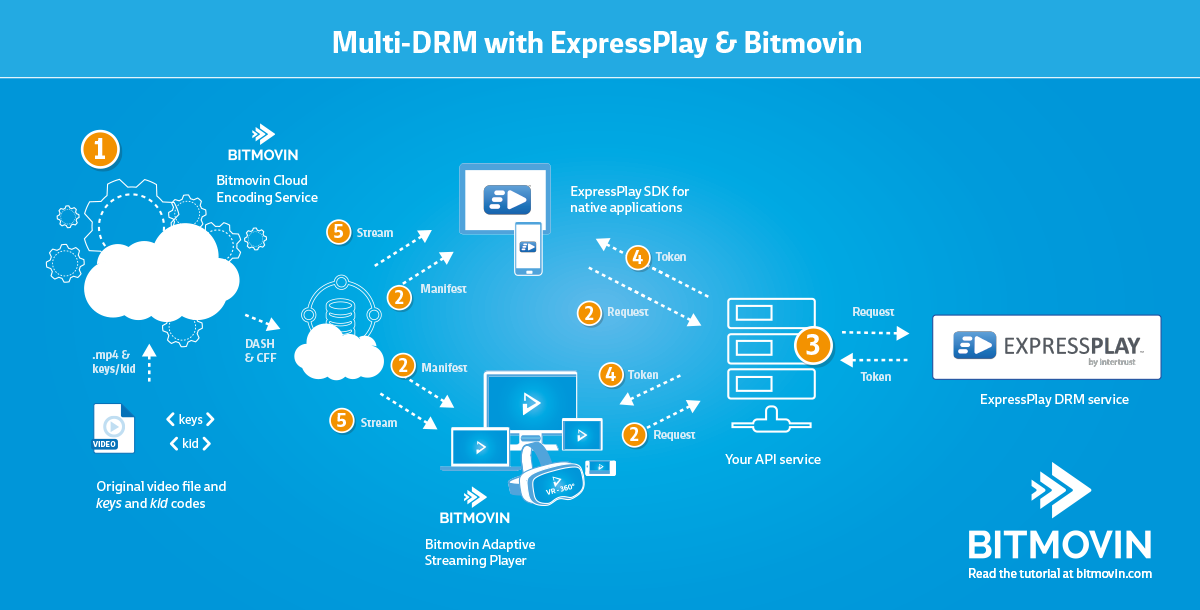 Multi-DRM with ExpressPlay & Bitmovin
1
BITMOVIN
Bitmovin Cloud
Encoding Service
.mp4 &
keys/kid
VIDEO
< keys >
< kid >
Original video file and
keys and kid codes
DASH
& CFF
5 Stream
2 Manifest
2 Manifest
5 Stream
ExpressPlay SDK for
native applications
4 Token
2 Request
4 Token
2 Request
VR-360°
BITMOVIN
Bitmovin Adaptive
Streaming Player
3
Your API service
Request
Token
EXPRESSPLAY™
by intertrust
ExpressPlay DRM service
BITMOVIN
Read the tutorial at bitmovin.com